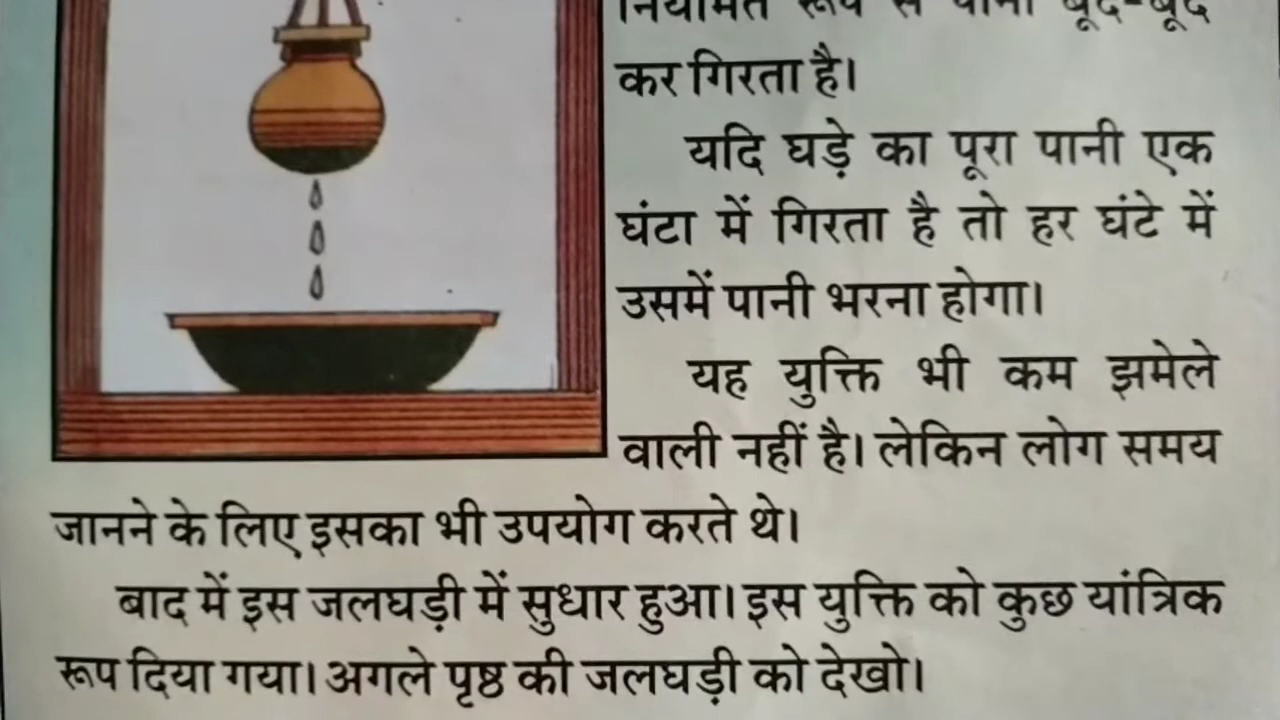 नियमित रूप से पानी बूंद-बूंद
कर गिरता है।
यदि घड़े का पूरा पानी एक
घंटा में गिरता है तो हर घंटे में
उसमें पानी भरना होगा।
यह युक्ति भी कम झमेले
वाली नहीं है। लेकिन लोग समय
जानने के लिए इसका भी उपयोग करते थे।
बाद में इस जलघड़ी में सुधार हुआ। इस युक्ति को कुछ यांत्रिक
रूप दिया गया। अगले पृष्ठ की जलघड़ी को देखो।